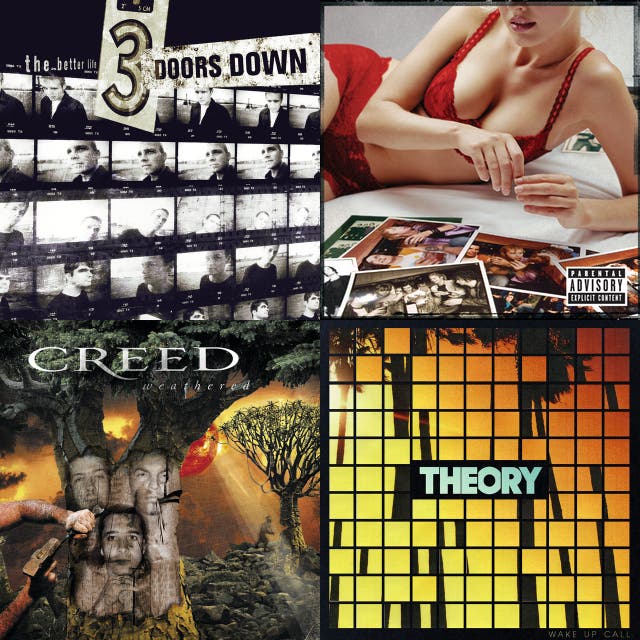 the better life
3
DOORS DOWN
PARENTAL
ADVISORY
EXPLICIT CONTENT
CREED
weathered
THEORY
WAKE UP CALL